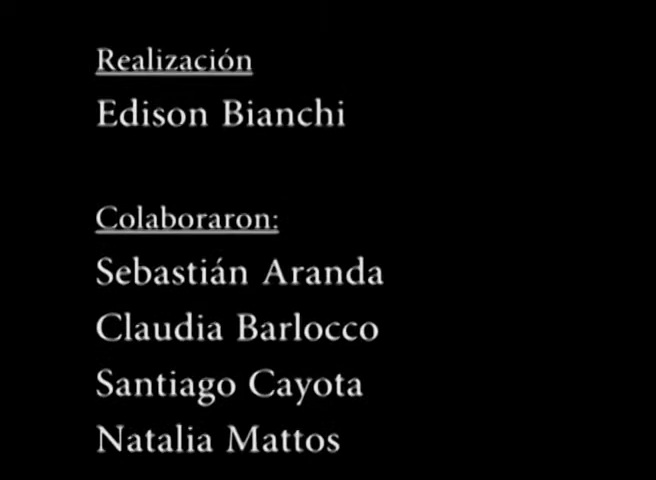 Realización
Edison Bianchi
Colaboraron:
Sebastián Aranda
Claudia Barlocco
Santiago Cayota
Natalia Mattos